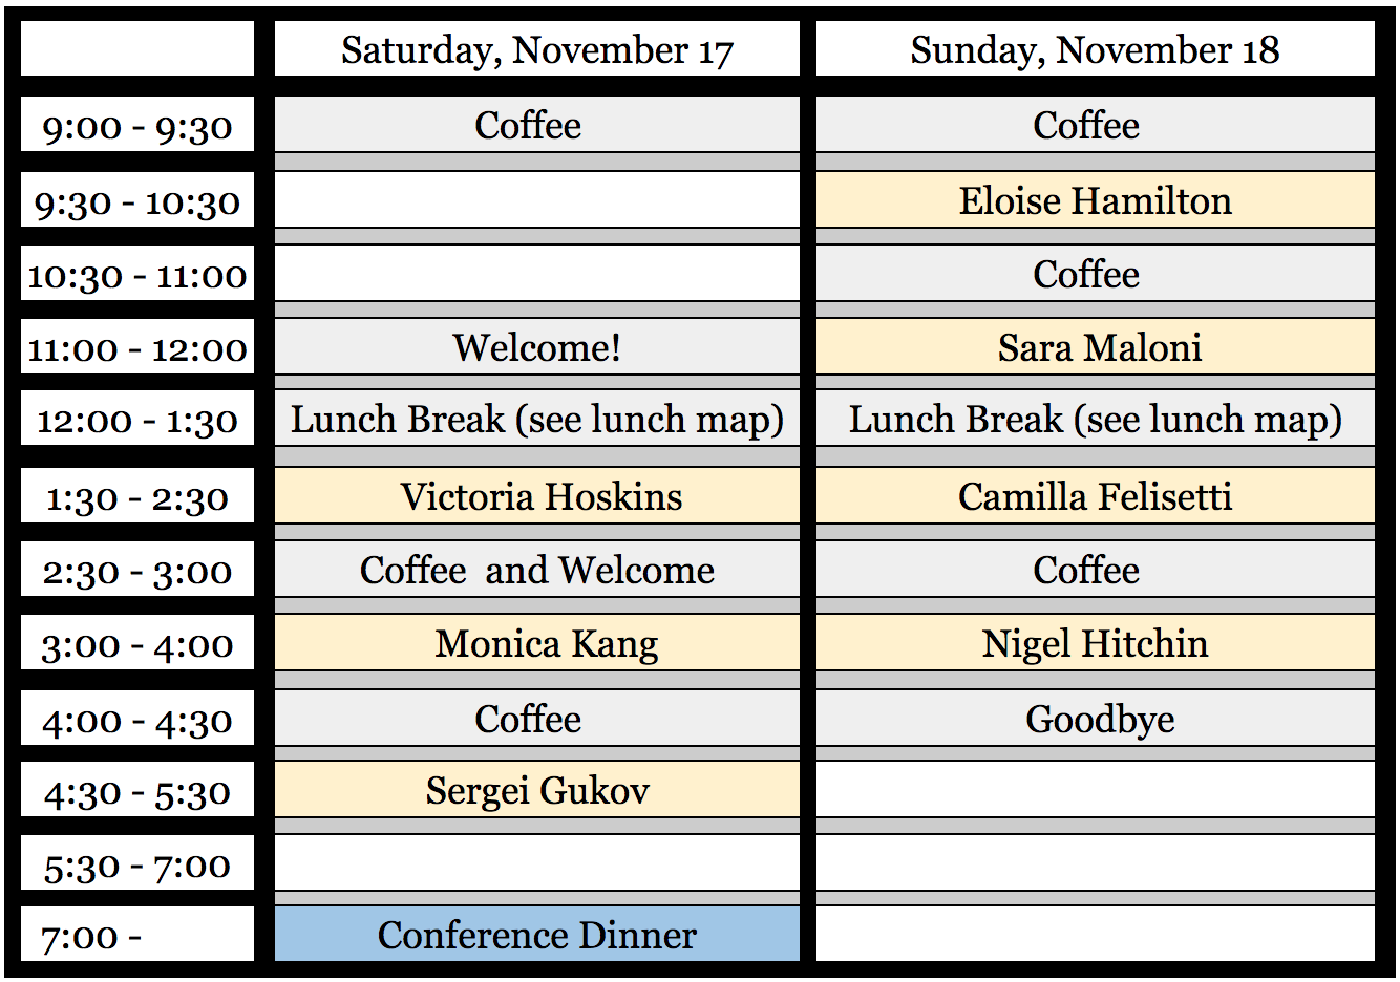 Saturday, November 17 Sunday, November 18
9:00 - 9:30 Coffee Coffee
9:30 - 10:30 Eloise Hamilton
10:30 - 11:00 Coffee
11:00 - 12:00 Welcome! Sara Maloni
12:00 - 1:30 Lunch Break (see lunch map) Lunch Break (see lunch map)
1:30 - 2:30 Victoria Hoskins Camilla Felisetti
2:30 - 3:00 Coffee and Welcome Coffee
3:00 - 4:00 Monica Kang Nigel Hitchin
4:00 - 4:30 Coffee Goodbye
4:30 - 5:30 Sergei Gukov
5:30 - 7:00
7:00 - Conference Dinner